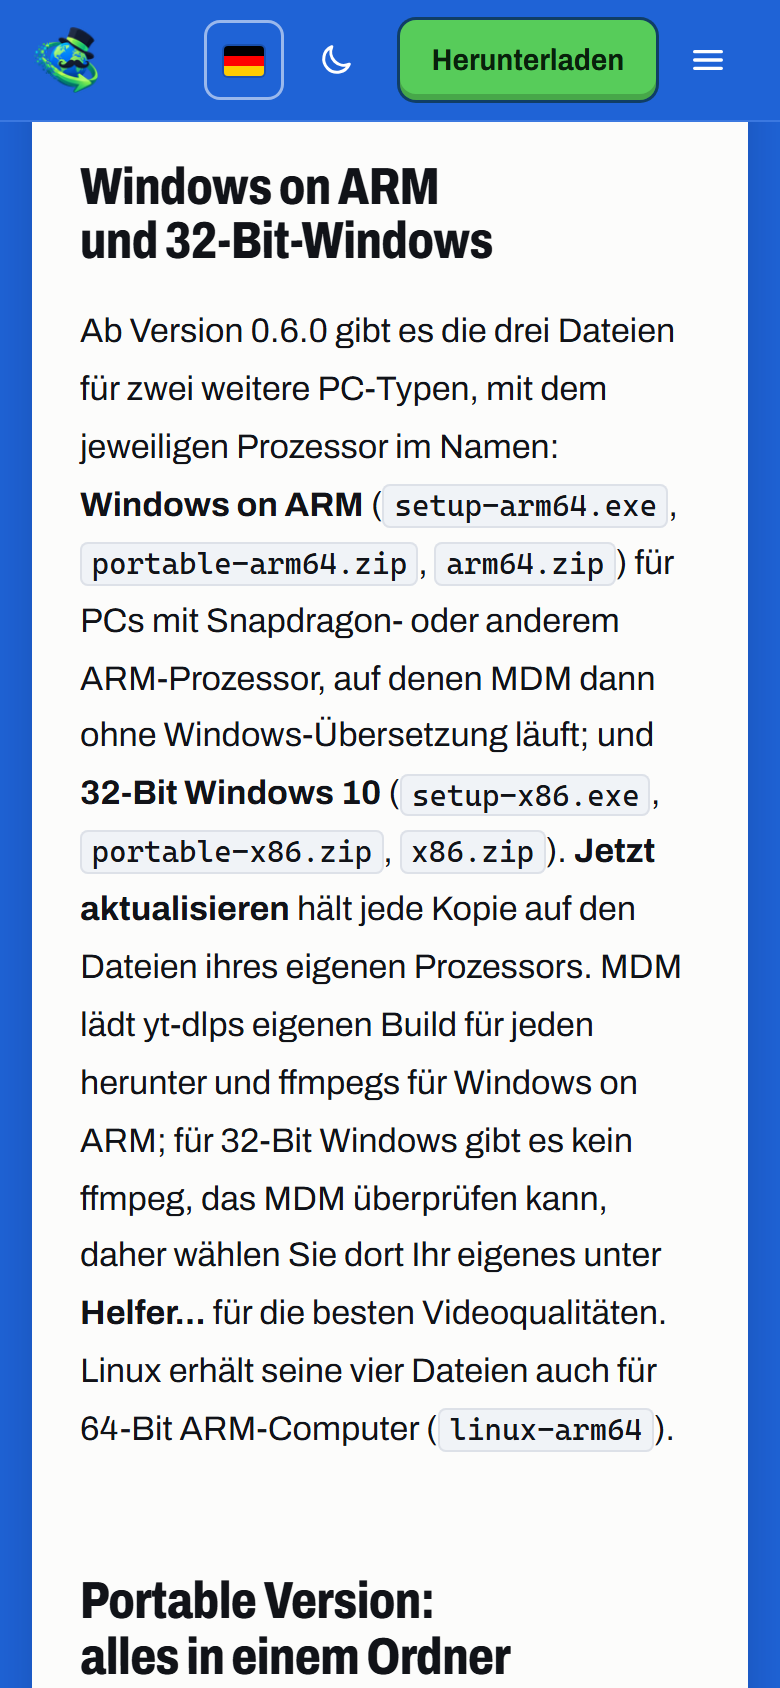 Herunterladen
Windows on ARM
und 32-Bit-Windows
Ab Version 0.6.0 gibt es die drei Dateien
für zwei weitere PC-Typen, mit dem
jeweiligen Prozessor im Namen:
Windows on ARM (setup-arm64.exe,
portable-arm64.zip, arm64.zip) für
PCs mit Snapdragon- oder anderem
ARM-Prozessor, auf denen MDM dann
ohne Windows-Übersetzung läuft; und
32-Bit Windows 10 (setup-x86.exe,
portable-x86.zip, x86.zip). Jetzt
aktualisieren hält jede Kopie auf den
Dateien ihres eigenen Prozessors. MDM
lädt yt-dlps eigenen Build für jeden
herunter und ffmpegs für Windows on
ARM; für 32-Bit Windows gibt es kein
ffmpeg, das MDM überprüfen kann,
daher wählen Sie dort Ihr eigenes unter
Helfer... für die besten Videoqualitäten.
Linux erhält seine vier Dateien auch für
64-Bit ARM-Computer (linux-arm64).
Portable Version:
alles in einem Ordner